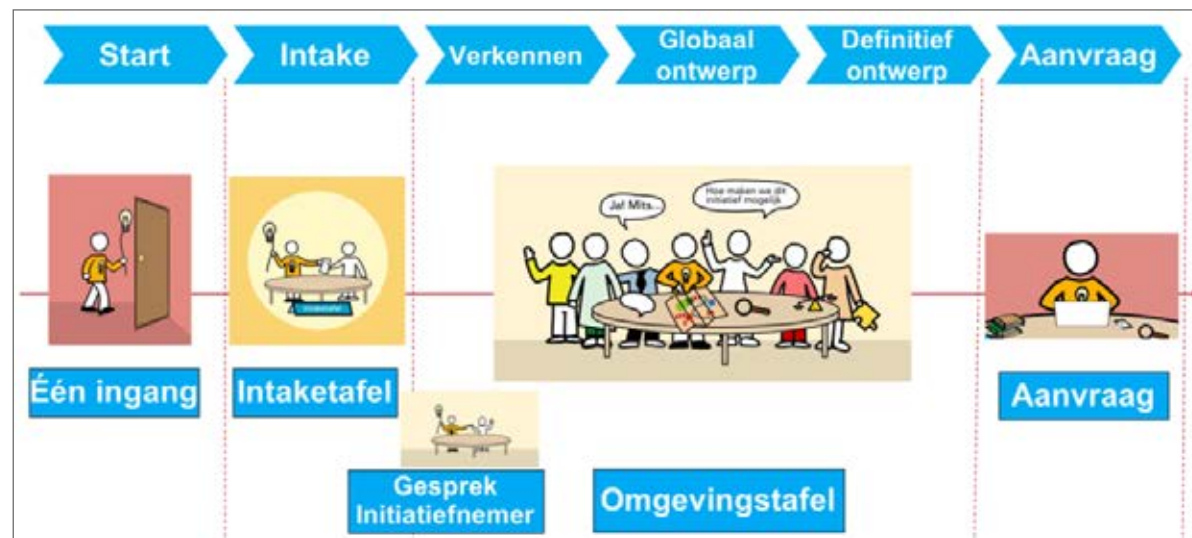 Start
Intake
Verkennen
Globaal
ontwerp
Definitief
ontwerp
Aanvraag
Ja! Mits...
Hoe maken we dit
initiatief mogelijk
Één ingang
Intaketafel
Aanvraag
Gesprek
Initiatiefnemer
Omgevingstafel